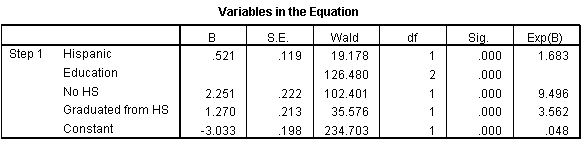 Variables in the Equation
B S.E. Wald df Sig. Exp(B)
Step 1 Hispanic .521 .119 19.178 1 .000 1.683
Education 126.480 2 .000
No HS 2.251 .222 102.401 1 .000 9.496
Graduated from HS 1.270 .213 35.576 1 .000 3.562
Constant -3.033 .198 234.703 1 .000 .048